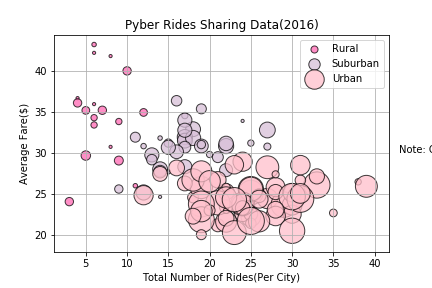 Pyber Rides Sharing Data(2016)
Rural
Suburban
Urban
Average Fare($)
40
35
30
25
20
5 10 15 20 25 30 35 40
Total Number of Rides(Per City)
Note: